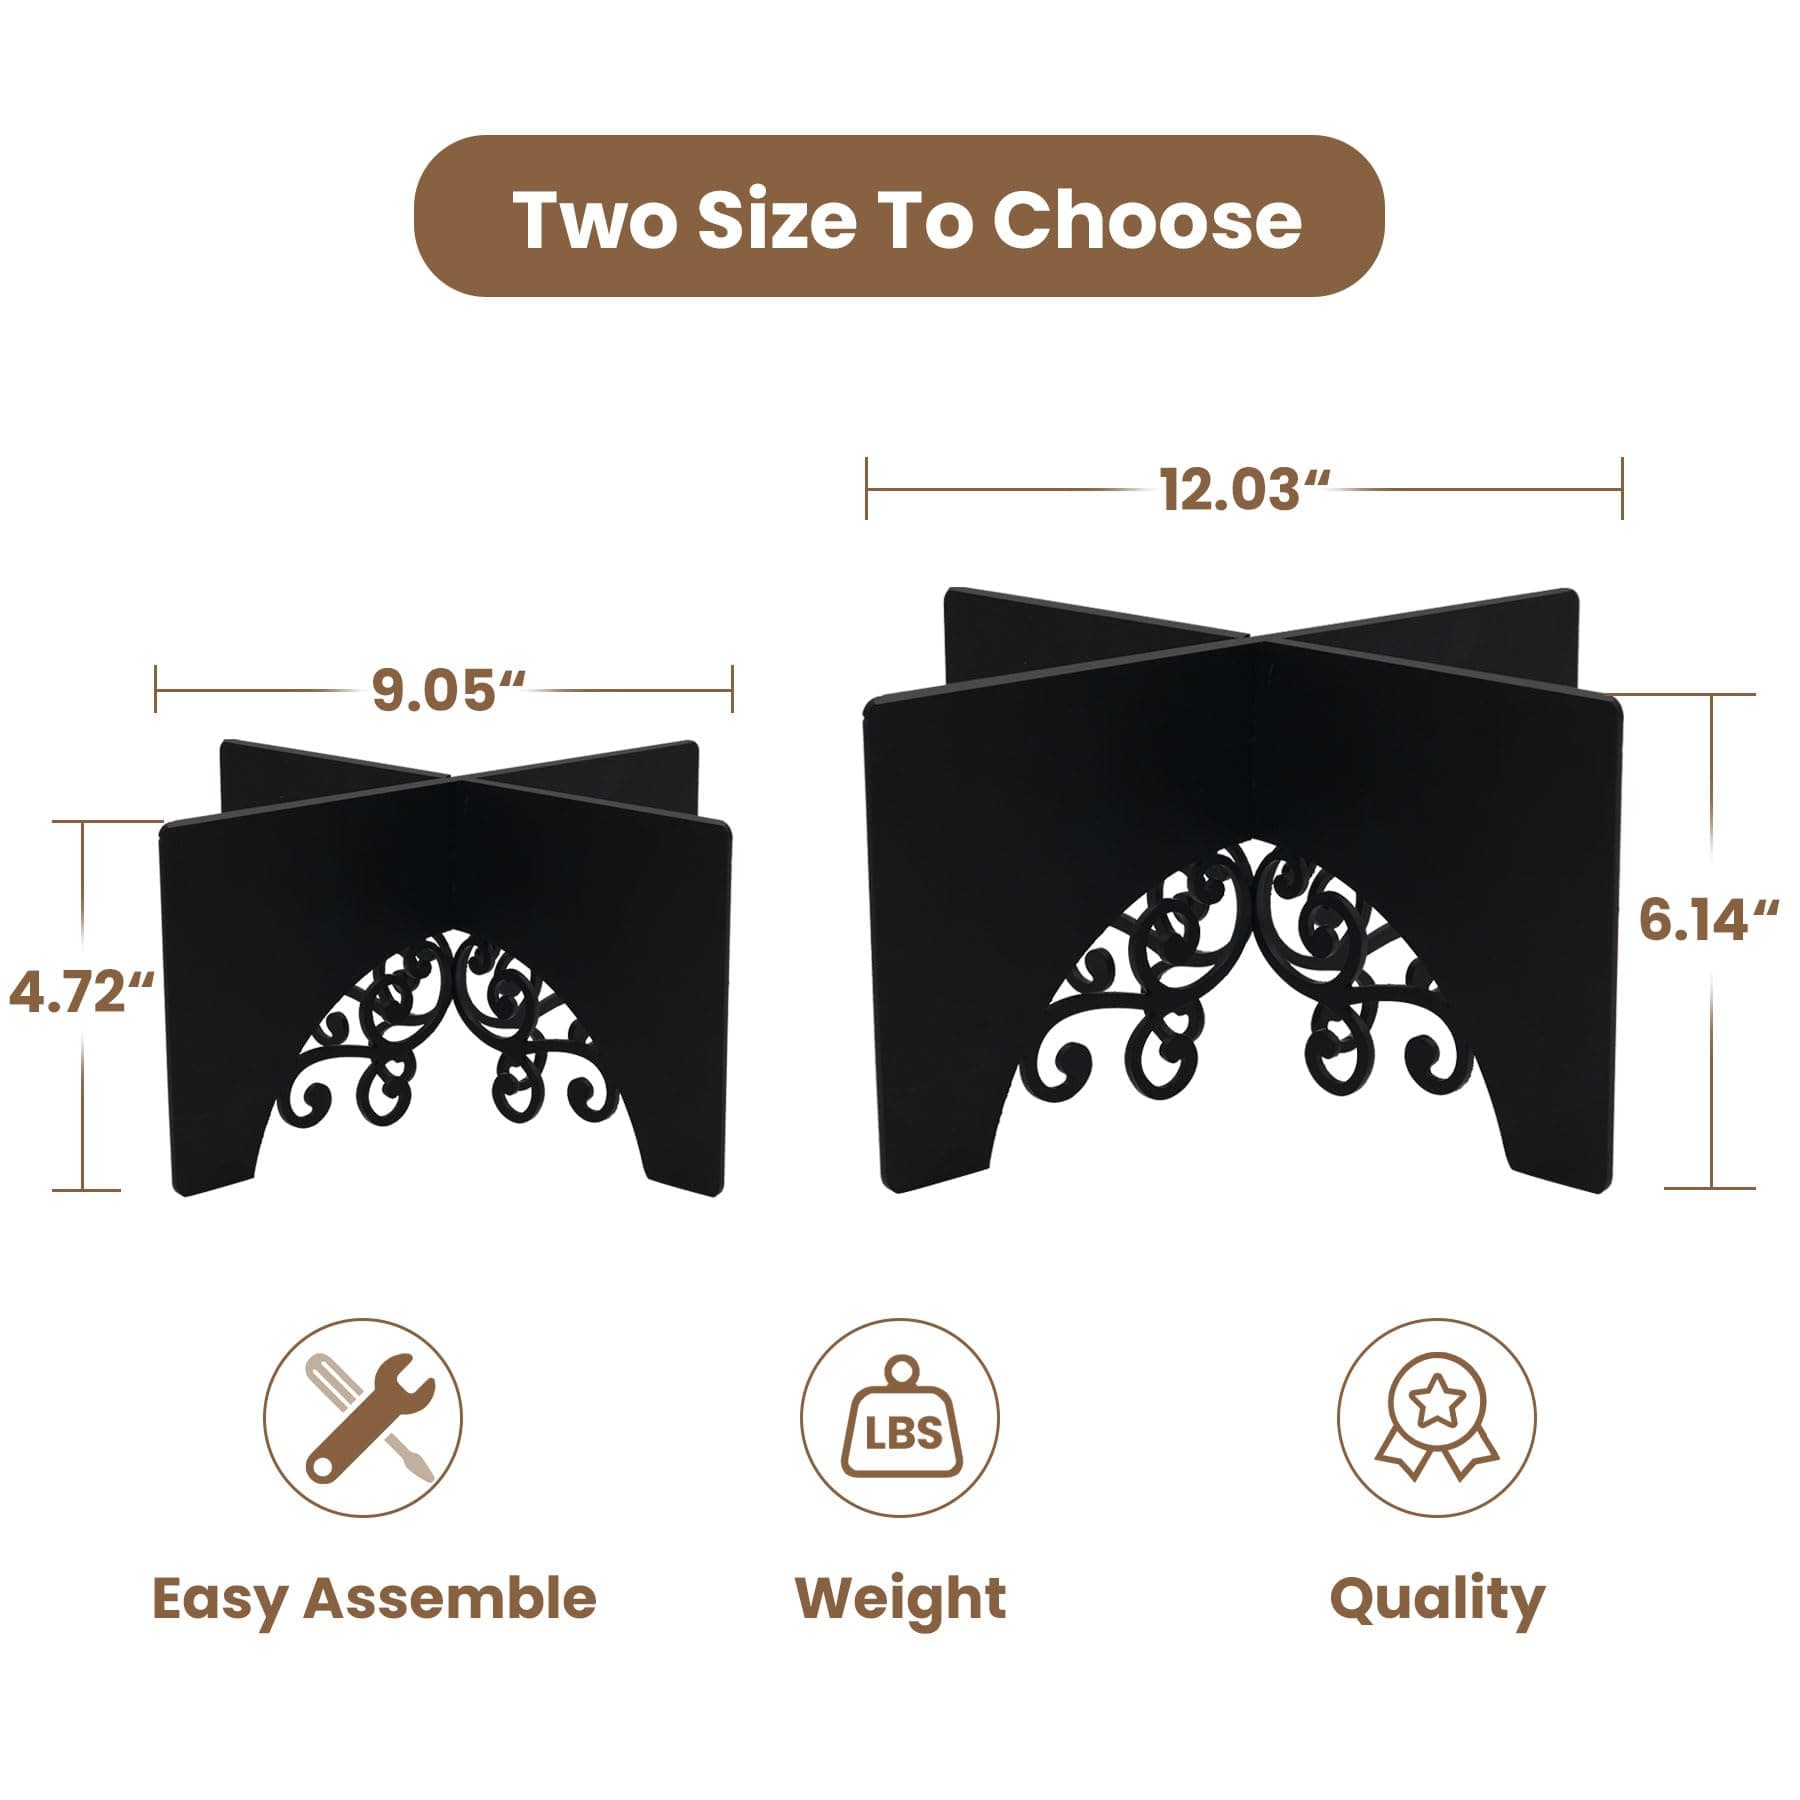 Two Size To Choose
12.03“
9.05“
6.14“
4.72“
LBS
Easy Assemble
Weight
Quality